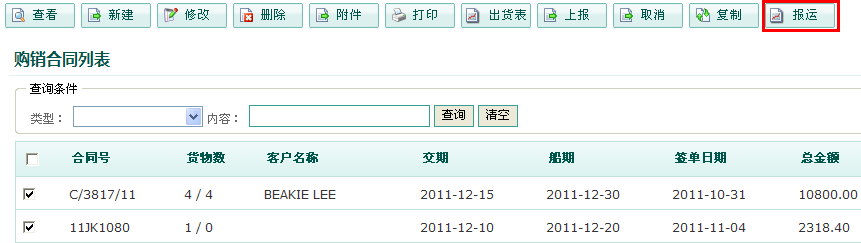 查看 新建 修改 删除 附件 打印 出货表 上报 取消 复制 报运
购销合同列表
查询条件
类型： 内容： 查询 清空
合同号 货物数 客户名称 交期 船期 签单日期 总金额
C/3817/11 4 / 4 BEAKIE LEE 2011-12-15 2011-12-30 2011-10-31 10800.00
11JK1080 1 / 0 2011-12-10 2011-12-20 2011-11-04 2318.40